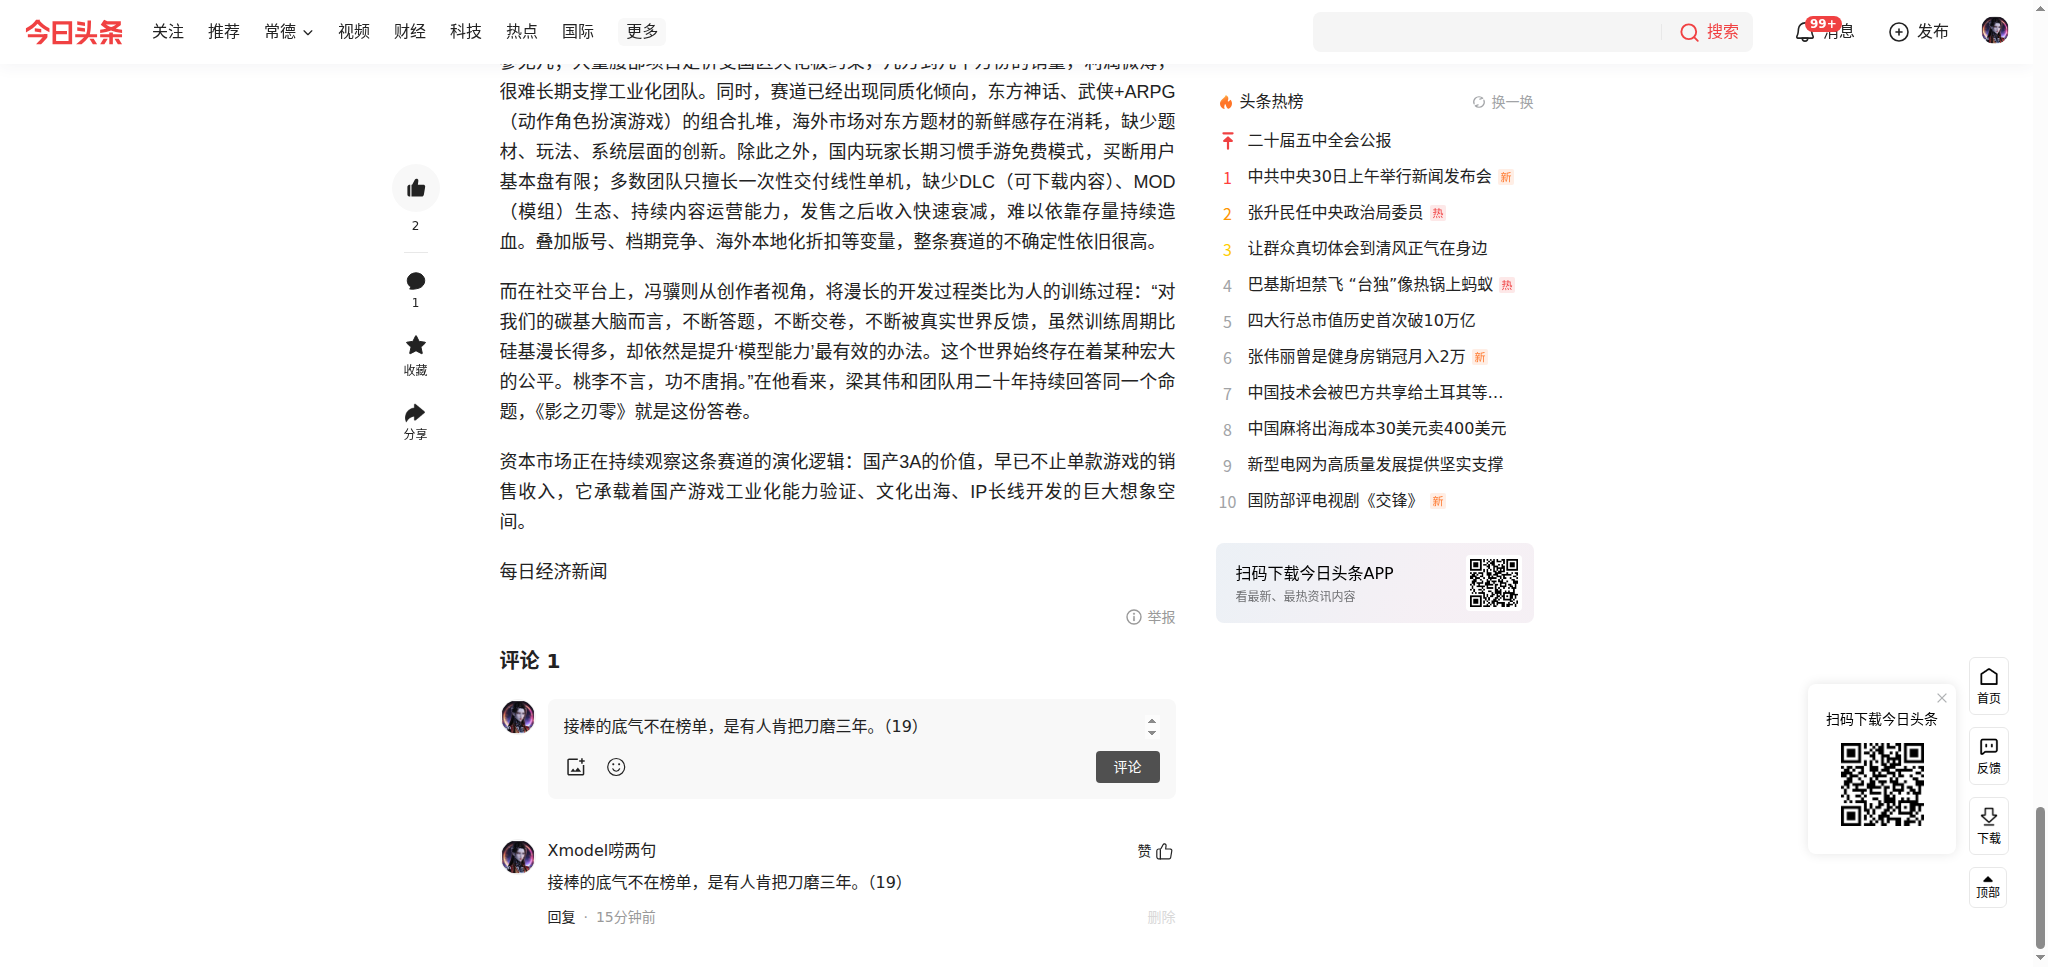 今日头条
关注 推荐 常德 视频 财经 科技 热点 国际 更多
搜索
99+
消息
发布
很难长期支撑工业化团队。同时，赛道已经出现同质化倾向，东方神话、武侠+ARPG
（动作角色扮演游戏）的组合扎堆，海外市场对东方题材的新鲜感存在消耗，缺少题
材、玩法、系统层面的创新。除此之外，国内玩家长期习惯手游免费模式，买断用户
基本盘有限；多数团队只擅长一次性交付线性单机，缺少DLC（可下载内容）、MOD
（模组）生态、持续内容运营能力，发售之后收入快速衰减，难以依靠存量持续造
血。叠加版号、档期竞争、海外本地化折扣等变量，整条赛道的不确定性依旧很高。
而在社交平台上，冯骥则从创作者视角，将漫长的开发过程类比为人的训练过程：“对
我们的碳基大脑而言，不断答题，不断交卷，不断被真实世界反馈，虽然训练周期比
硅基漫长得多，却依然是提升‘模型能力’最有效的办法。这个世界始终存在着某种宏大
的公平。桃李不言，功不唐捐。”在他看来，梁其伟和团队用二十年持续回答同一个命
题，《影之刃零》就是这份答卷。
资本市场正在持续观察这条赛道的演化逻辑：国产3A的价值，早已不止单款游戏的销
售收入，它承载着国产游戏工业化能力验证、文化出海、IP长线开发的巨大想象空
间。
每日经济新闻
举报
2
1
收藏
分享
评论 1
接棒的底气不在榜单，是有人肯把刀磨三年。（19）
评论
Xmodel唠两句
赞
接棒的底气不在榜单，是有人肯把刀磨三年。（19）
回复 · 15分钟前
删除
头条热榜
换一换
二十届五中全会公报
1 中共中央30日上午举行新闻发布会 新
2 张升民任中央政治局委员 热
3 让群众真切体会到清风正气在身边
4 巴基斯坦禁飞 “台独”像热锅上蚂蚁 热
5 四大行总市值历史首次破10万亿
6 张伟丽曾是健身房销冠月入2万 新
7 中国技术会被巴方共享给土耳其等...
8 中国麻将出海成本30美元卖400美元
9 新型电网为高质量发展提供坚实支撑
10 国防部评电视剧《交锋》 新
扫码下载今日头条APP
看最新、最热资讯内容
扫码下载今日头条
首页
反馈
下载
顶部